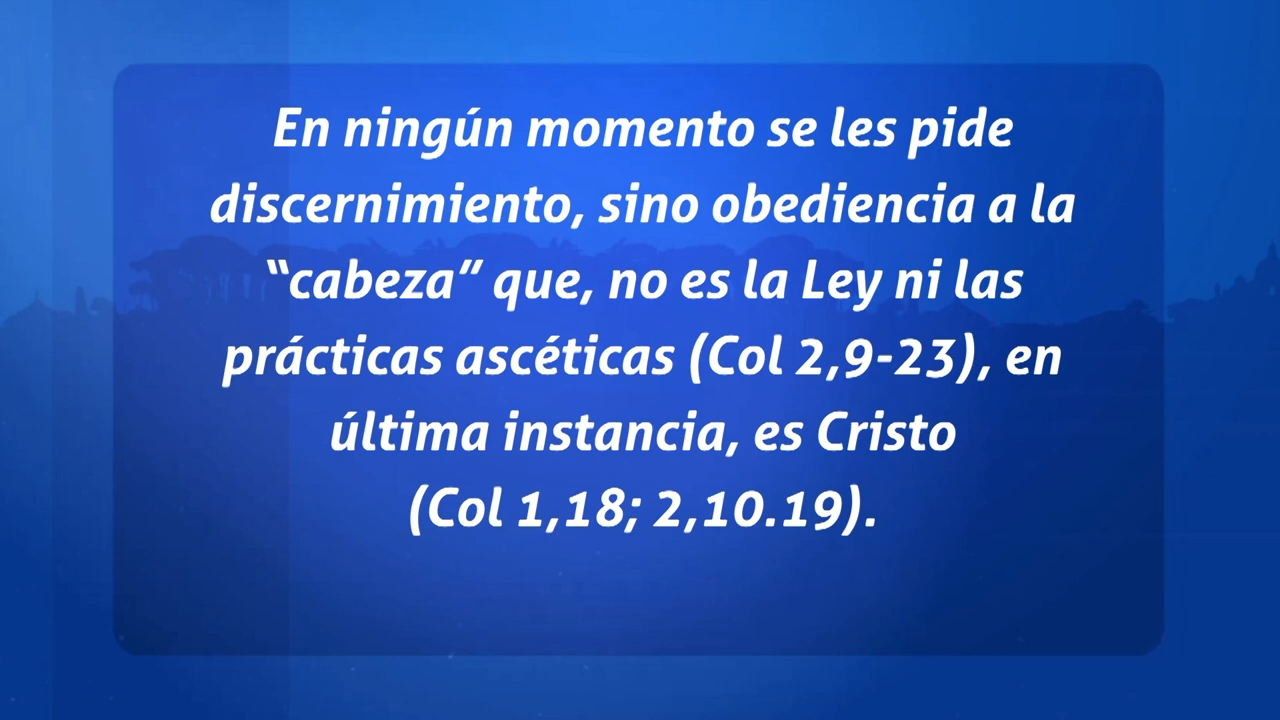 En ningún momento se les pide
discernimiento, sino obediencia a la
“cabeza” que, no es la Ley ni las
prácticas ascéticas (Col 2,9-23), en
última instancia, es Cristo
(Col 1,18; 2,10.19).